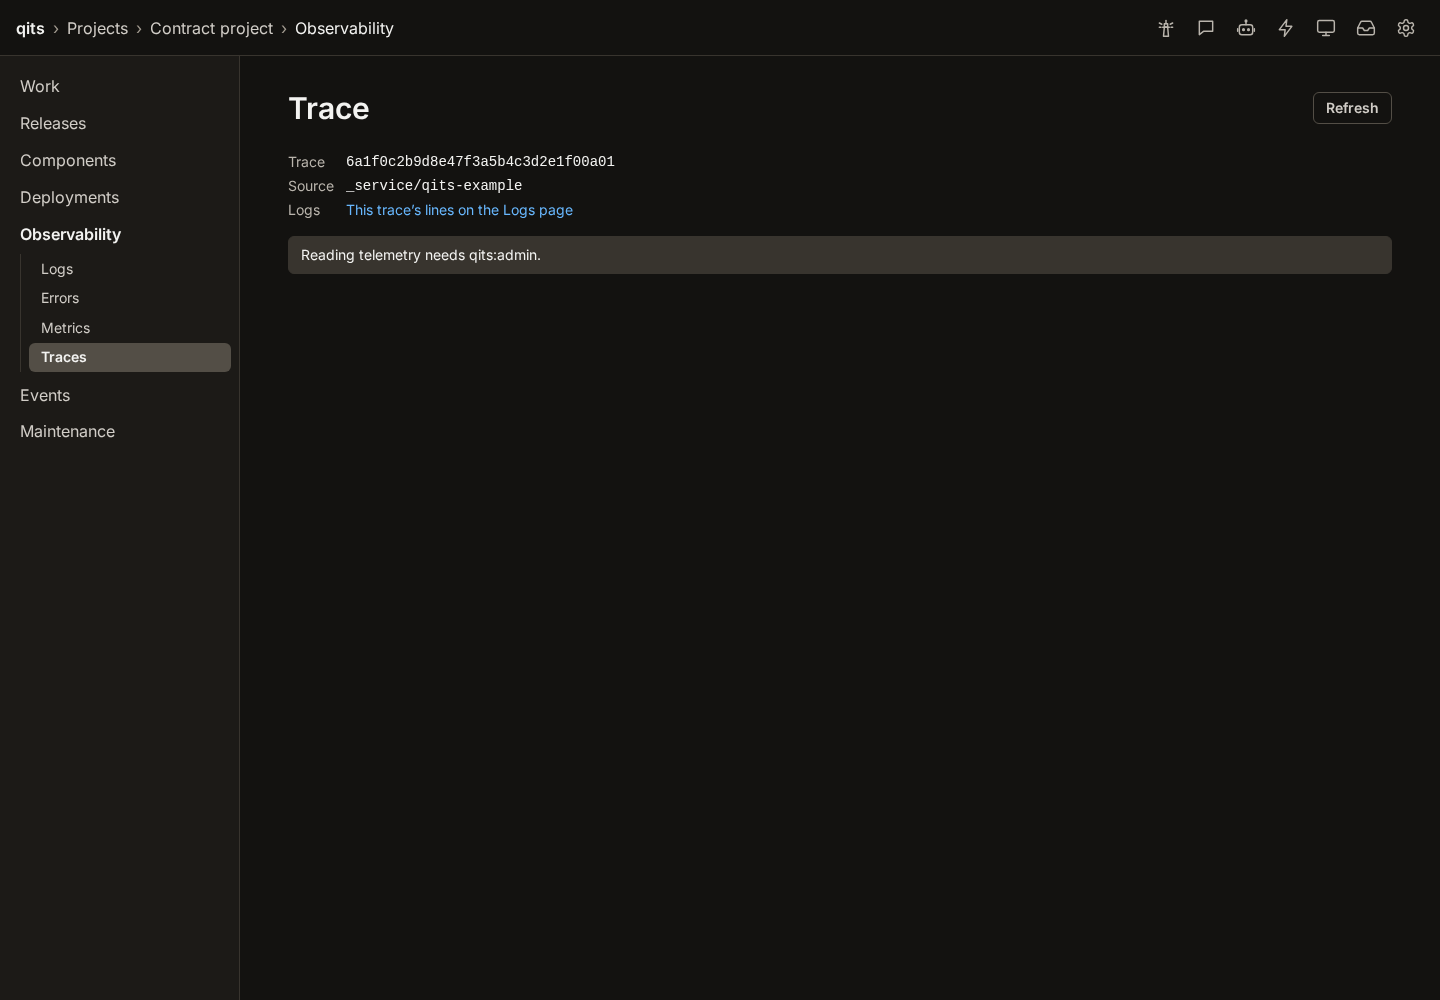 qits › Projects › Contract project › Observability
Work
Releases
Components
Deployments
Observability
Logs
Errors
Metrics
Traces
Events
Maintenance
Trace
Refresh
Trace 6a1f0c2b9d8e47f3a5b4c3d2e1f00a01
Source _service/qits-example
Logs This trace’s lines on the Logs page
Reading telemetry needs qits:admin.